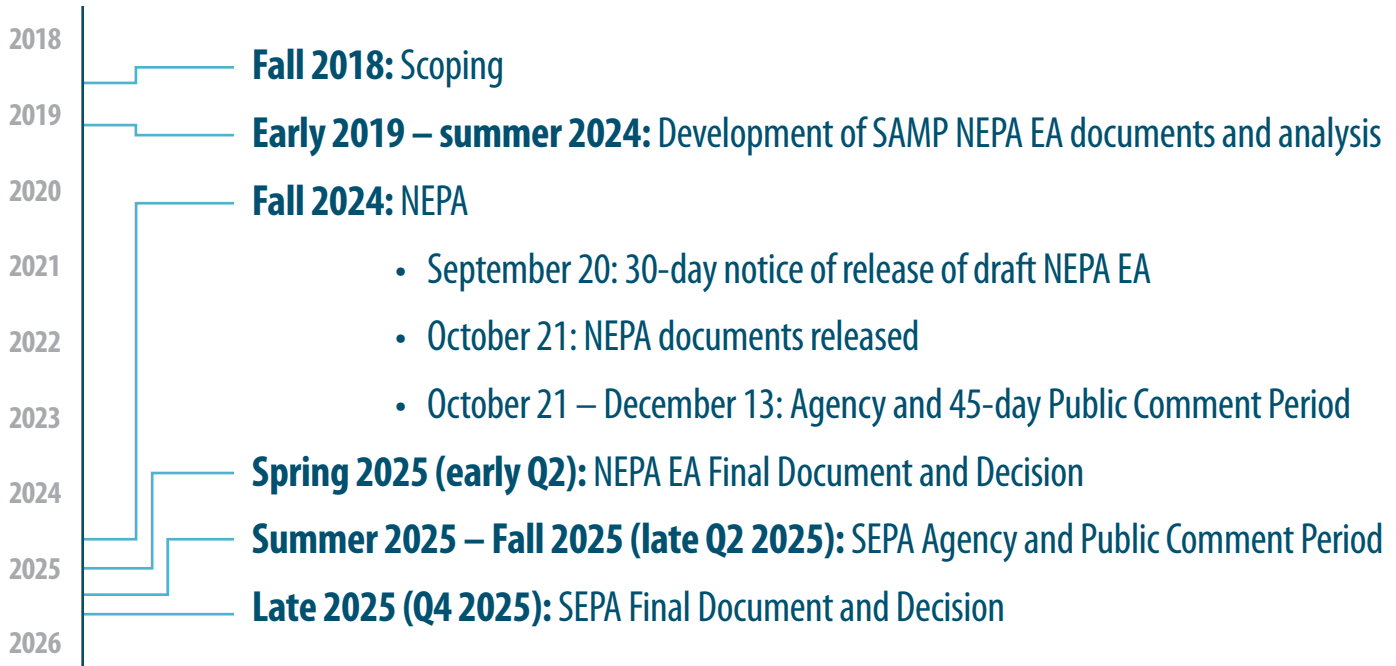 2018
Fall 2018: Scoping
2019
Early 2019 – summer 2024: Development of SAMP NEPA EA documents and analysis
2020
Fall 2024: NEPA
2021
• September 20: 30-day notice of release of draft NEPA EA
2022
• October 21: NEPA documents released
2023
• October 21 – December 13: Agency and 45-day Public Comment Period
Spring 2025 (early Q2): NEPA EA Final Document and Decision
2024
Summer 2025 – Fall 2025 (late Q2 2025): SEPA Agency and Public Comment Period
2025
Late 2025 (Q4 2025): SEPA Final Document and Decision
2026